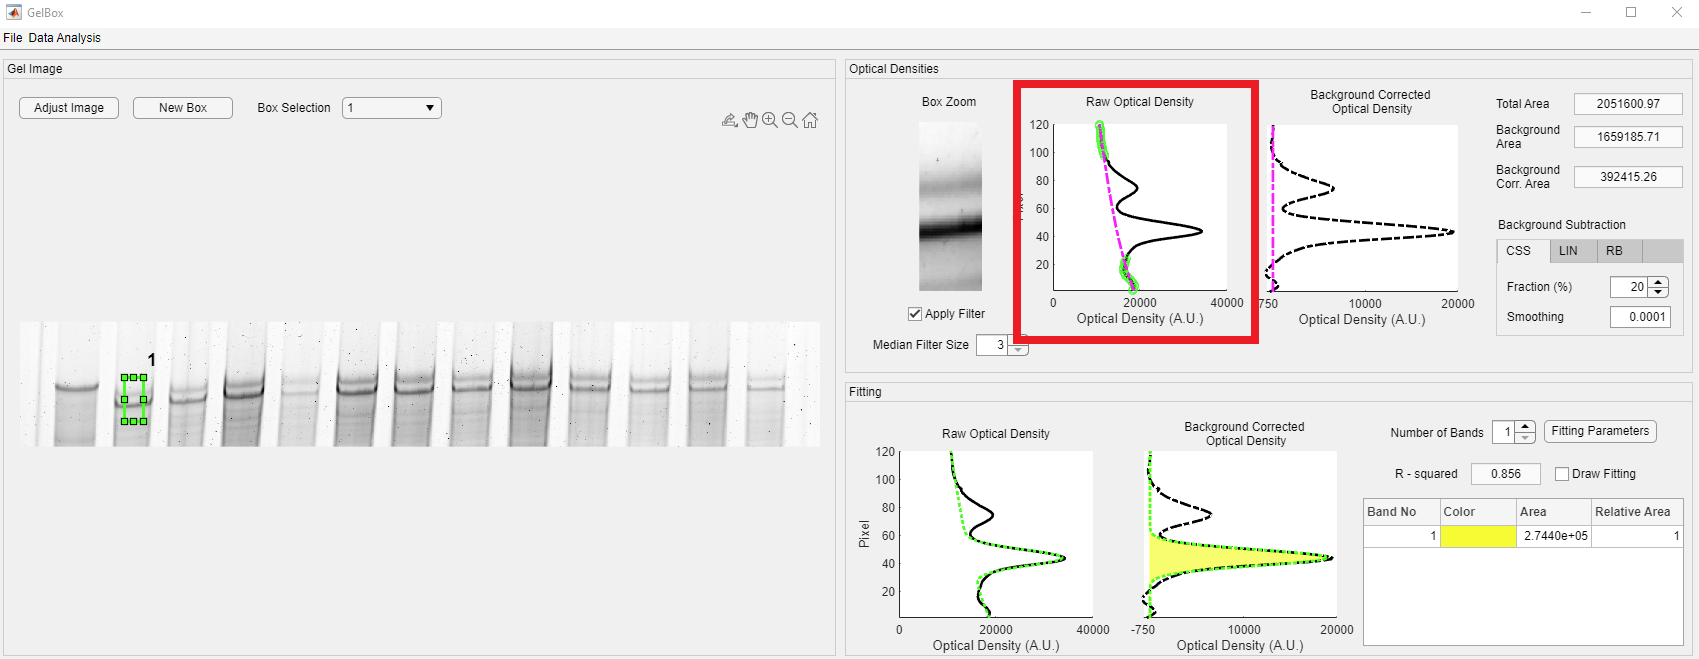 GelBox
File Data Analysis
Gel Image
Adjust Image
New Box
Box Selection
1
1
Optical Densities
Box Zoom
Apply Filter
Median Filter Size
3
Raw Optical Density
120
100
80
60
40
20
Pixel
0
20000
40000
Optical Density (A.U.)
Background Corrected
Optical Density
750
10000
20000
Optical Density (A.U.)
Total Area
2051600.97
Background
Area
1659185.71
Background
Corr. Area
392415.26
Background Subtraction
CSS LIN RB
Fraction (%)
20
Smoothing
0.0001
Fitting
Raw Optical Density
120
100
80
60
40
20
Pixel
0
20000
40000
Optical Density (A.U.)
Background Corrected
Optical Density
-750
10000
20000
Optical Density (A.U.)
Number of Bands
1
Fitting Parameters
R - squared
0.856
Draw Fitting
Band No Color Area Relative Area
1 2.7440e+05 1